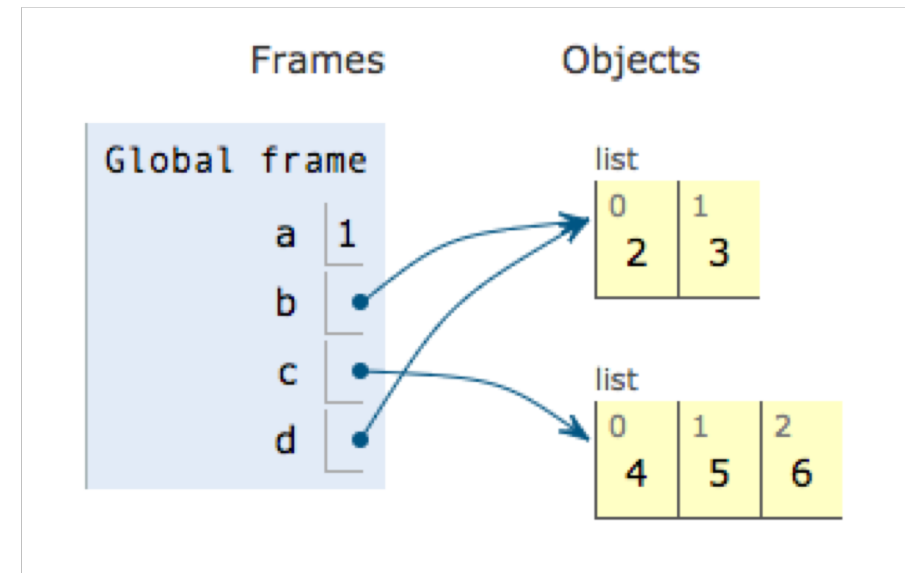 Frames Objects
Global frame
a 1
b
c
d
list
0 1
2 3
list
0 1 2
4 5 6